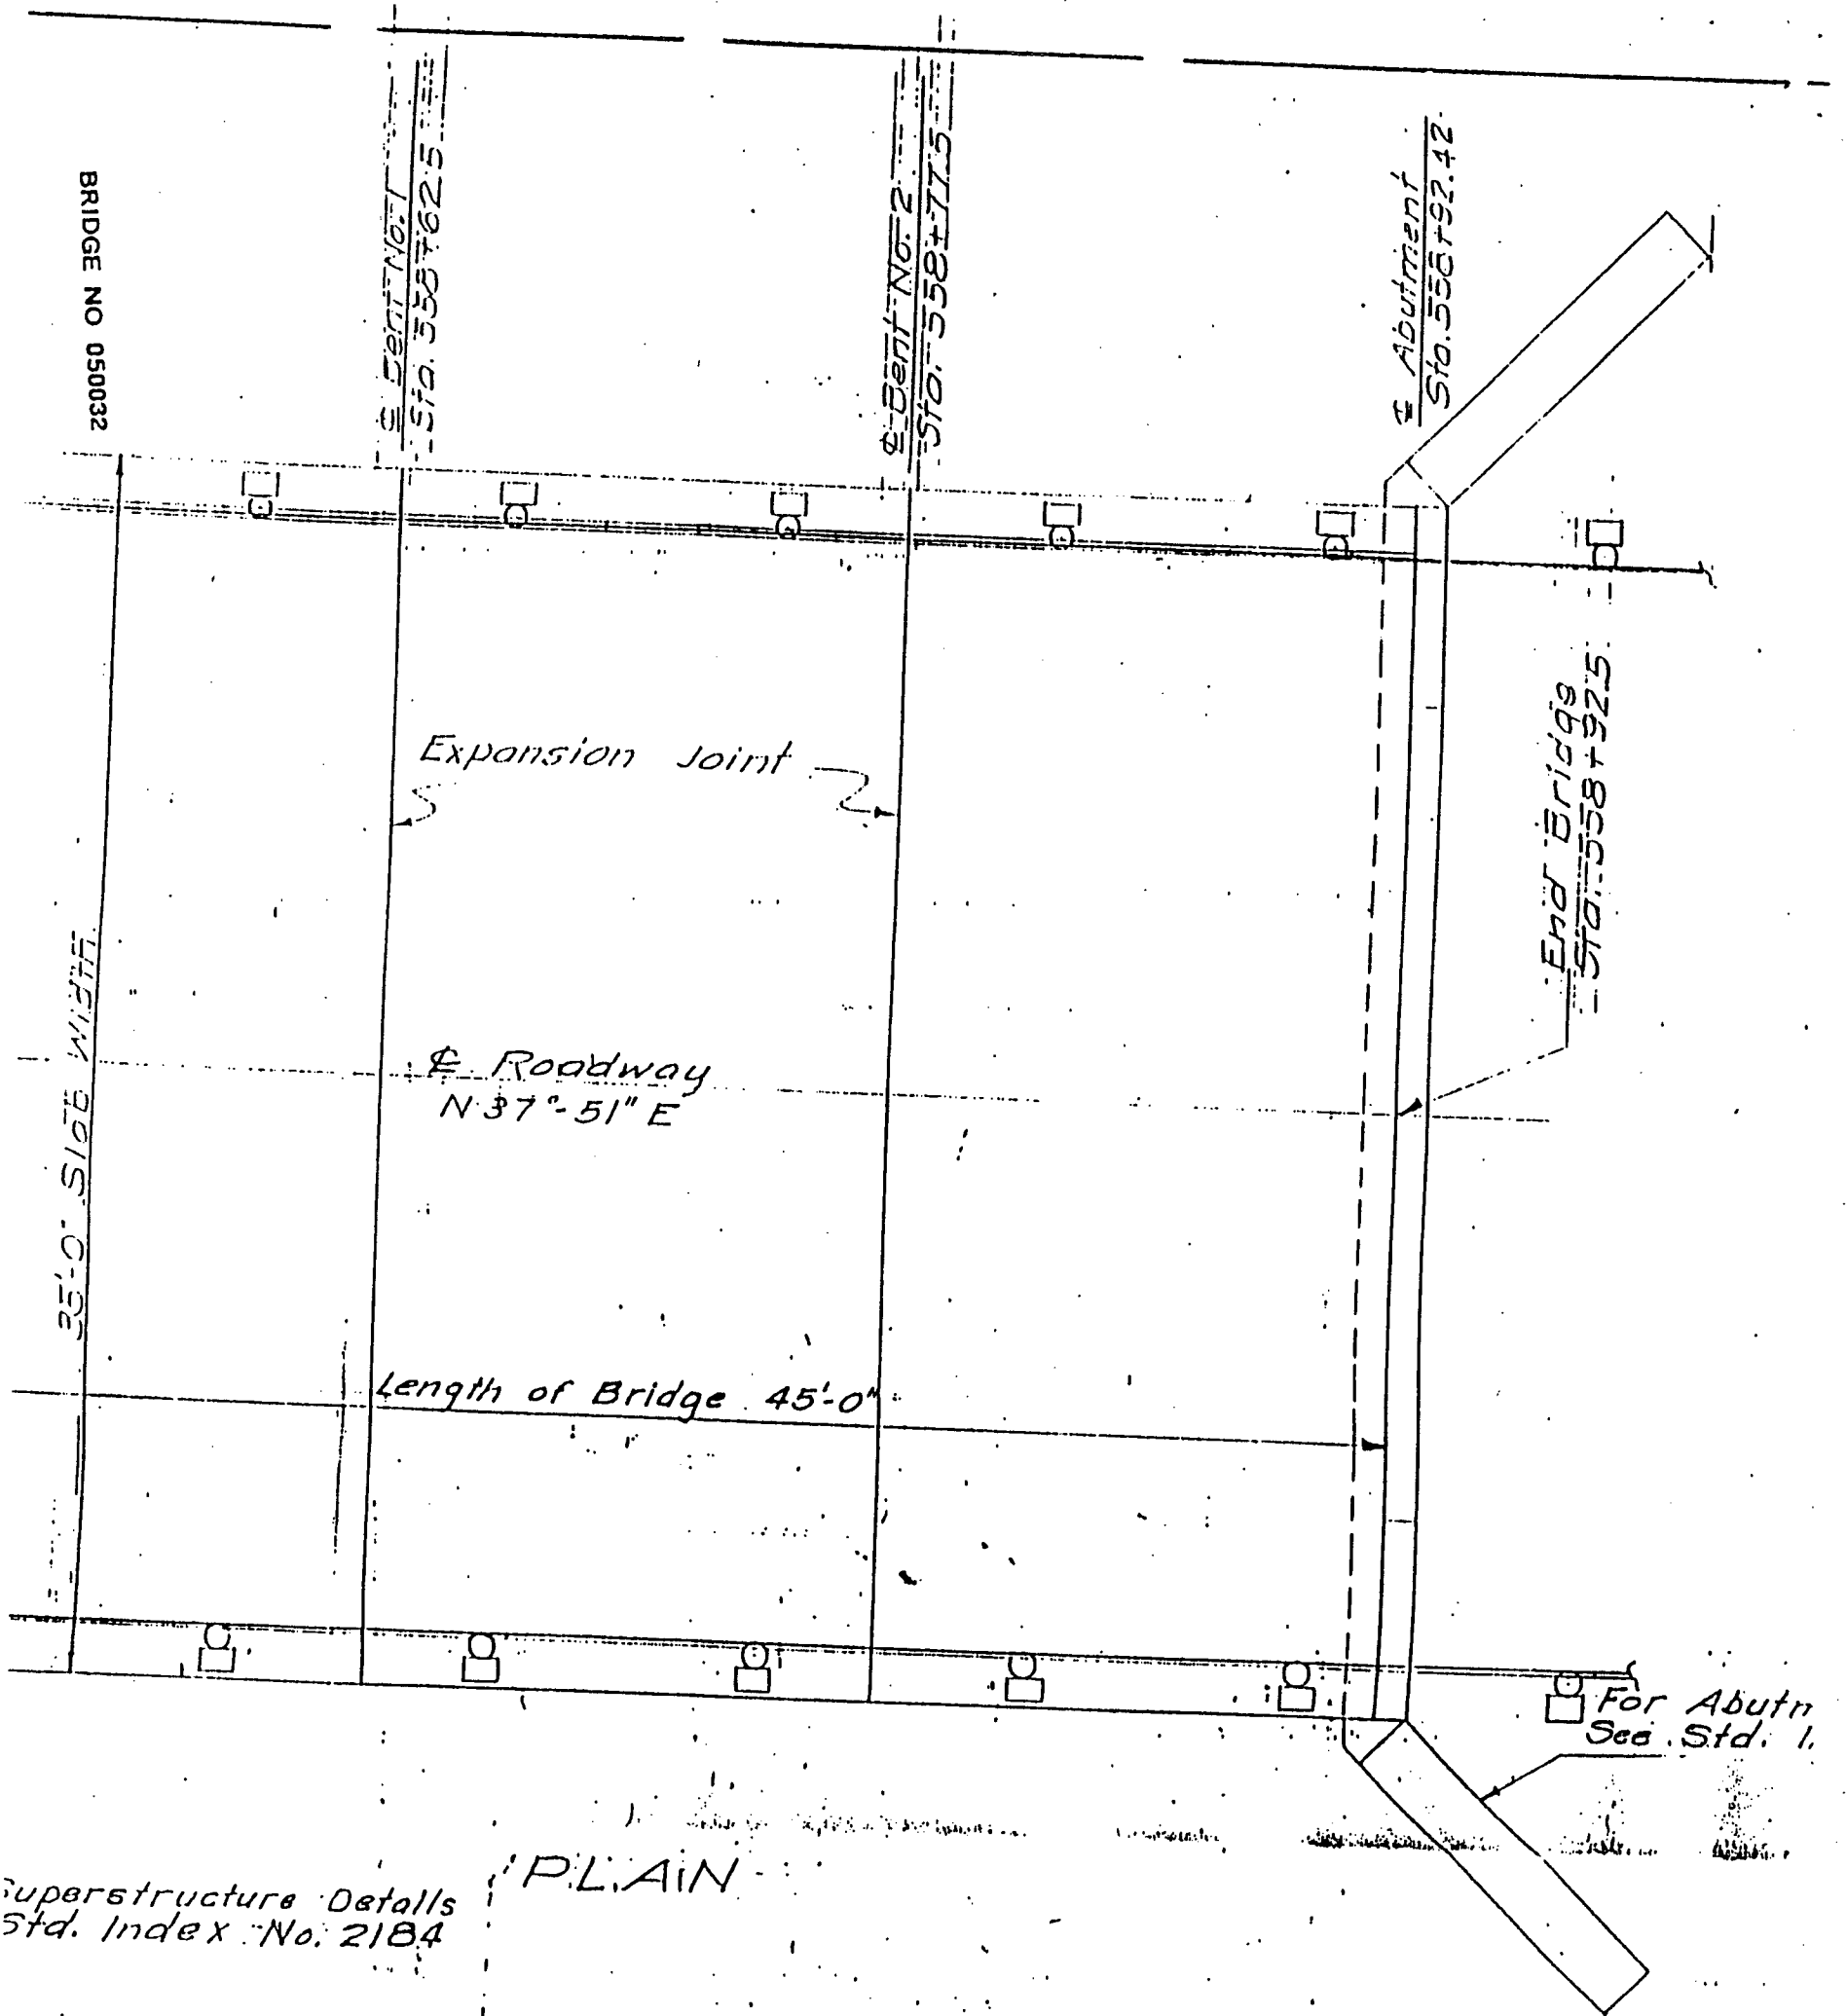 BRIDGE NO 050032
℄ Bent No. 1
Sta. 558+62.5
℄ Bent No. 2
Sta. 558+77.5
℄ Abutment
Sta. 558+92.42
Expansion Joint
End Bridge
Sta. 558+92.5
35'-0" Slab Width
℄ Roadway
N 37°-51" E
Length of Bridge 45'-0"
For Abutm
See Std. I.
PLAN
Superstructure Details
Std. Index No. 2184